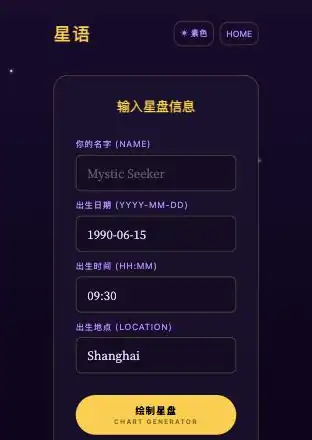 星语
✴ 素色
HOME
输入星盘信息
你的名字 (NAME)
Mystic Seeker
出生日期 (YYYY-MM-DD)
1990-06-15
出生时间 (HH:MM)
09:30
出生地点 (LOCATION)
Shanghai
绘制星盘
CHART GENERATOR